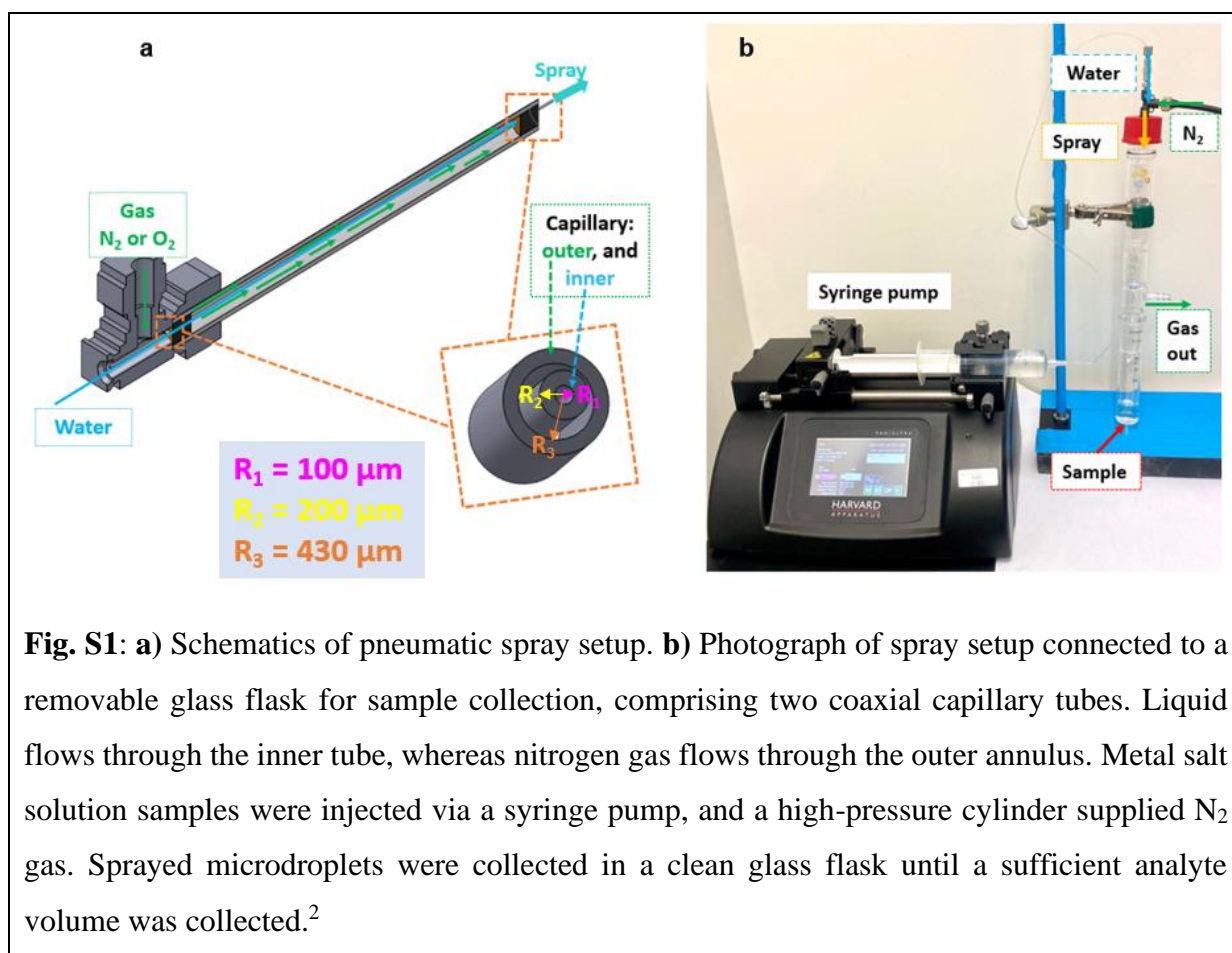 a
Spray
Gas
N₂ or O₂
Capillary:
outer, and
inner
R₂
R₁
R₃
Water
R₁ = 100 µm
R₂ = 200 µm
R₃ = 430 µm
b
Water
N₂
Spray
Syringe pump
Gas
out
Sample
HARVARD
APPARATUS
Fig. S1: a) Schematics of pneumatic spray setup. b) Photograph of spray setup connected to a
removable glass flask for sample collection, comprising two coaxial capillary tubes. Liquid
flows through the inner tube, whereas nitrogen gas flows through the outer annulus. Metal salt
solution samples were injected via a syringe pump, and a high-pressure cylinder supplied N₂
gas. Sprayed microdroplets were collected in a clean glass flask until a sufficient analyte
volume was collected.²